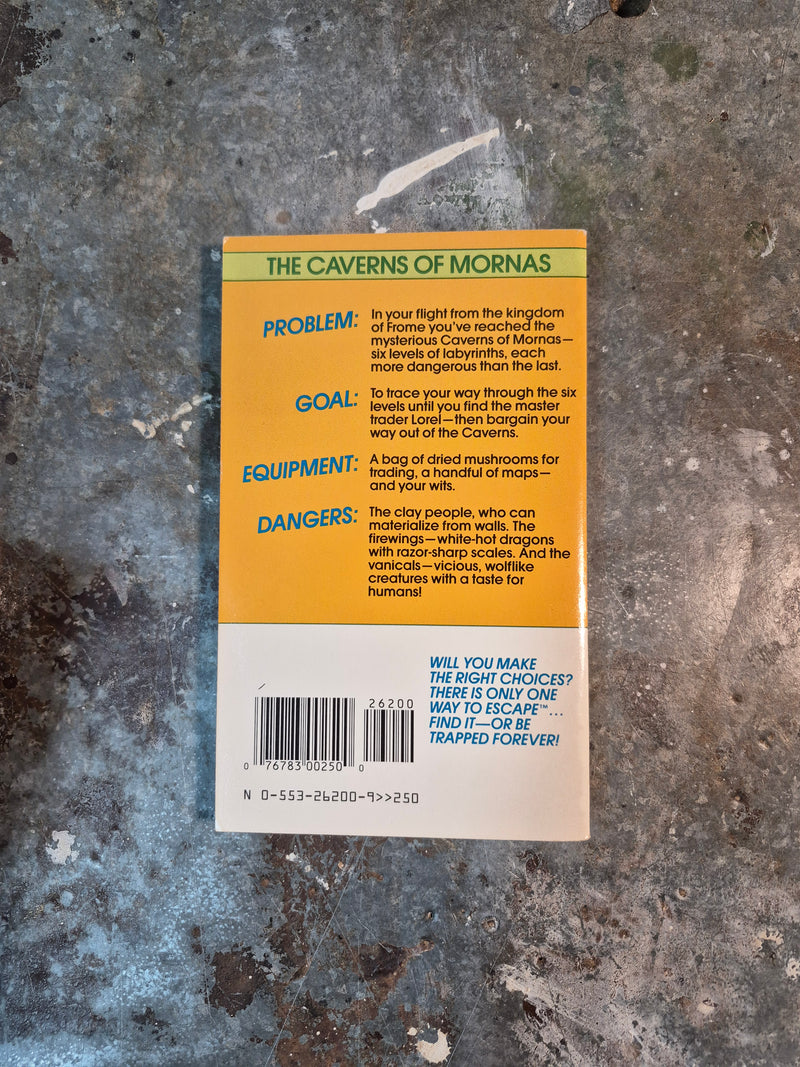 THE CAVERNS OF MORNAS
PROBLEM:
In your flight from the kingdom
of Frome you've reached the
mysterious Caverns of Mornas—
six levels of labyrinths, each
more dangerous than the last.
GOAL:
To trace your way through the six
levels until you find the master
trader Lorel—then bargain your
way out of the Caverns.
EQUIPMENT:
A bag of dried mushrooms for
trading, a handful of maps—
and your wits.
DANGERS:
The clay people, who can
materialize from walls. The
firewings—white-hot dragons
with razor-sharp scales. And the
vanicals—vicious, wolflike
creatures with a taste for
humans!
WILL YOU MAKE
THE RIGHT CHOICES?
THERE IS ONLY ONE
WAY TO ESCAPE™...
FIND IT—OR BE
TRAPPED FOREVER!
26200
0 76783 00250 0
N 0-553-26200-9>>250